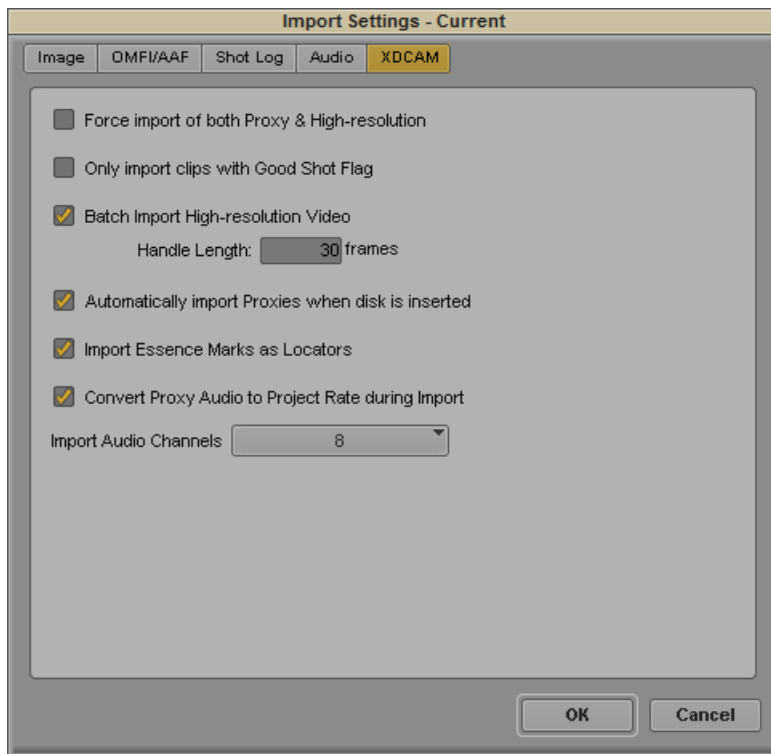 Import Settings - Current
Image OMFI/AAF Shot Log Audio XDCAM
Force import of both Proxy & High-resolution
Only import clips with Good Shot Flag
Batch Import High-resolution Video
Handle Length: 30 frames
Automatically import Proxies when disk is inserted
Import Essence Marks as Locators
Convert Proxy Audio to Project Rate during Import
Import Audio Channels 8
OK Cancel